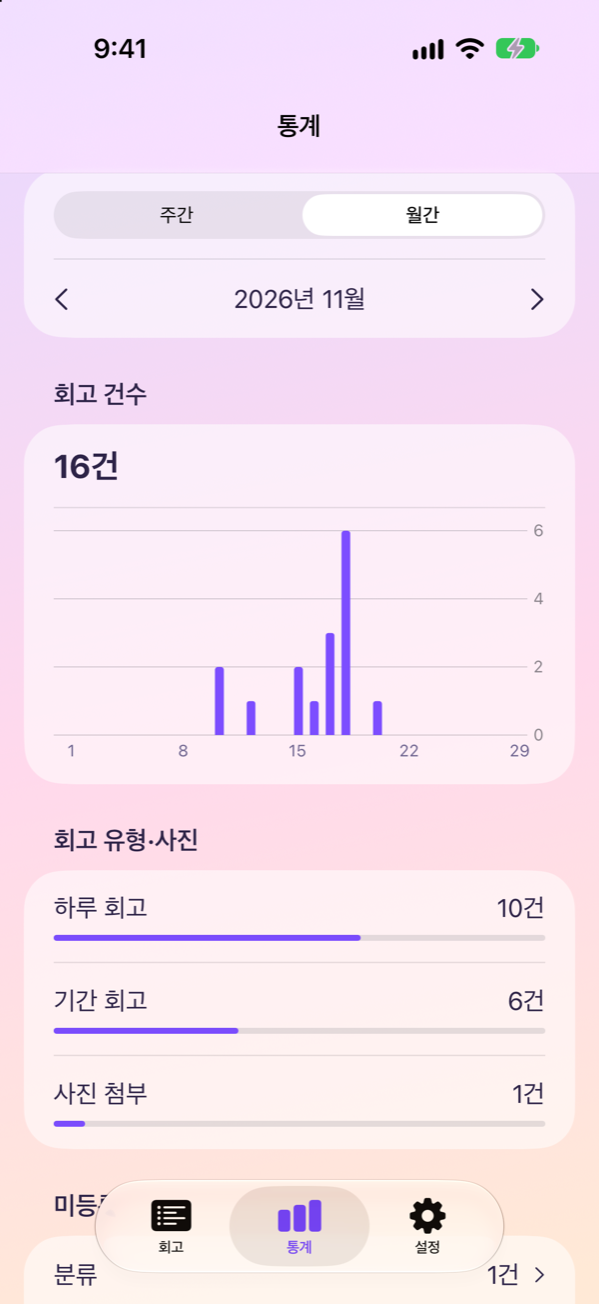 9:41
통계
주간 월간
2026년 11월
회고 건수
16건
6
4
2
0
1 8 15 22 29
회고 유형·사진
하루 회고 10건
기간 회고 6건
사진 첨부 1건
미등
회고 통계 설정
분류 1건